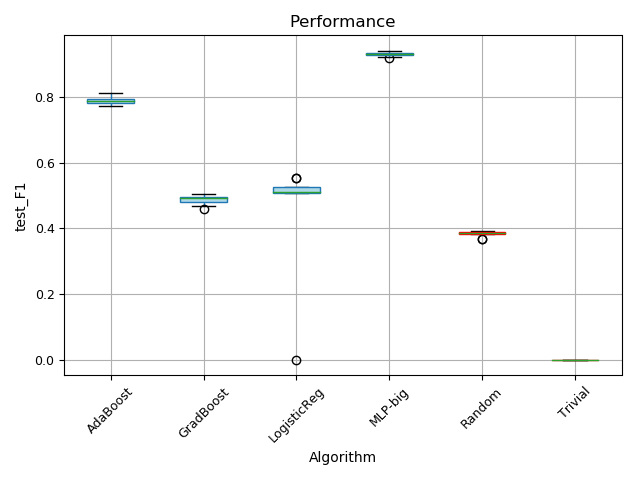 Performance
test_F1
0.8
0.6
0.4
0.2
0.0
AdaBoost
GradBoost
LogisticReg
MLP-big
Random
Trivial
Algorithm